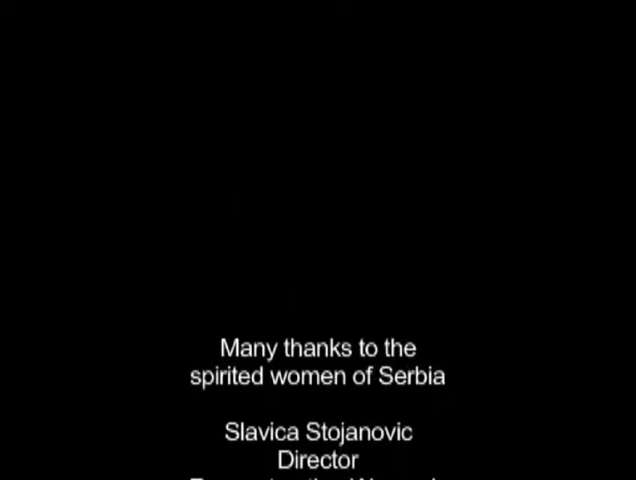 Many thanks to the
spirited women of Serbia
Slavica Stojanovic
Director